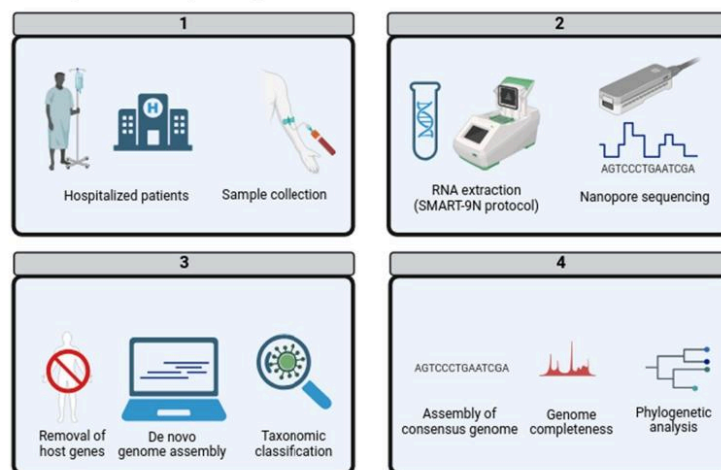 1
H
Hospitalized patients
Sample collection
2
RNA extraction
(SMART-9N protocol)
AGTCCCTGAATCGA
Nanopore sequencing
3
Removal of
host genes
De novo
genome assembly
Taxonomic
classification
4
AGTCCCTGAATCGA
Assembly of
consensus genome
Genome
completeness
Phylogenetic
analysis